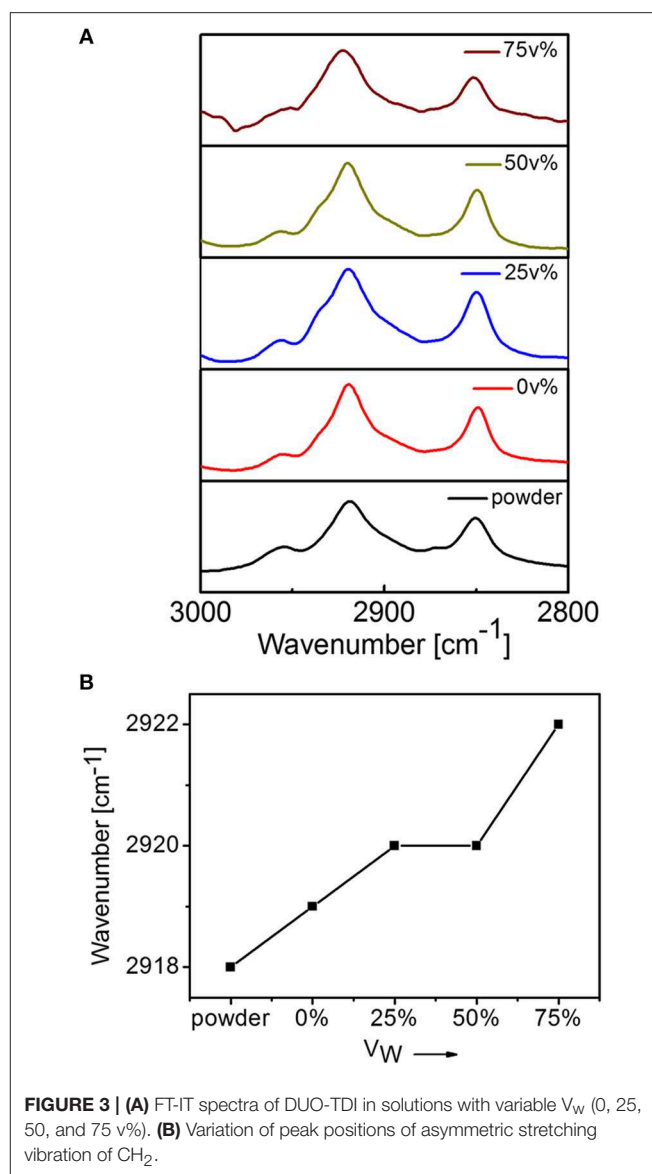 A
75v%
50v%
25v%
0v%
powder
3000 2900 2800
Wavenumber [cm⁻¹]
B
Wavenumber [cm⁻¹]
2922
2920
2918
powder 0% 25% 50% 75%
V_W →
FIGURE 3 | (A) FT-IT spectra of DUO-TDI in solutions with variable V_W (0, 25,
50, and 75 v%). (B) Variation of peak positions of asymmetric stretching
vibration of CH₂.